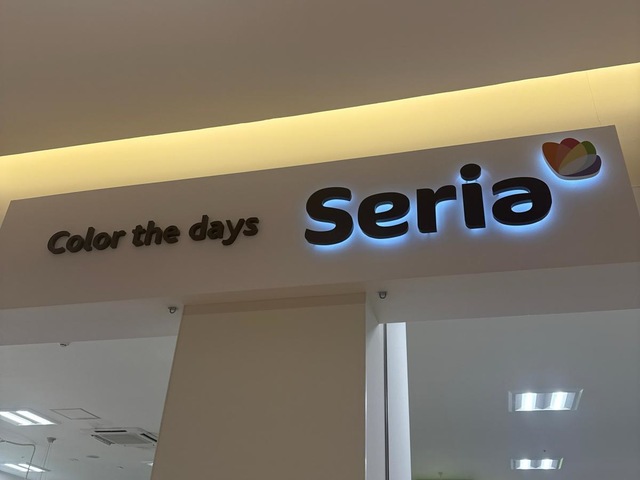 Color the days Seria